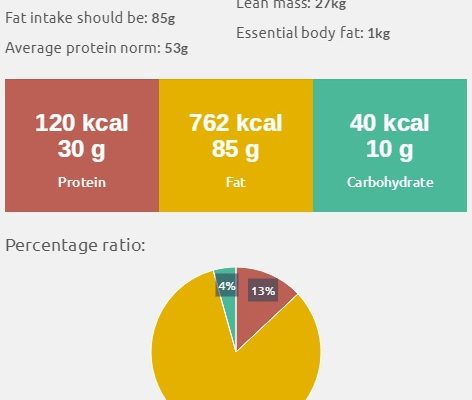 Lean mass: 27kg
Fat intake should be: 85g
Essential body fat: 1kg
Average protein norm: 53g
120 kcal
30 g
Protein
762 kcal
85 g
Fat
40 kcal
10 g
Carbohydrate
Percentage ratio:
4%
13%